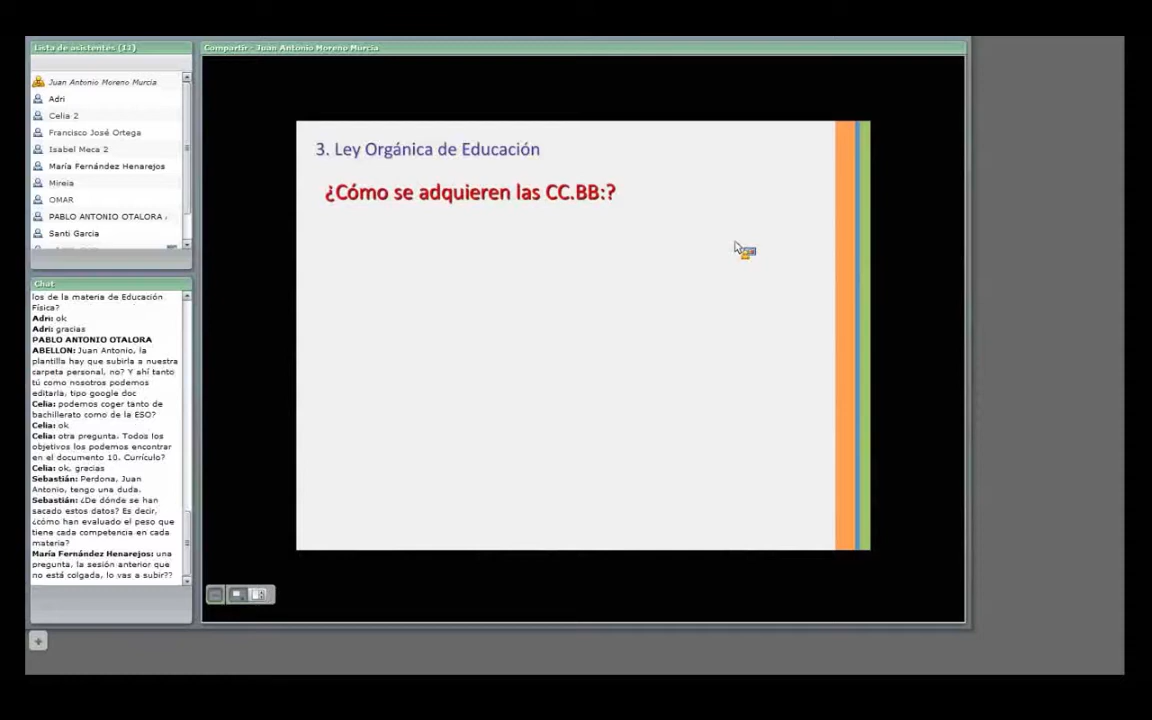 Lista de asistentes (11)
Juan Antonio Moreno Murcia
Adri
Celia 2
Francisco José Ortega
Isabel Meca 2
María Fernández Henarejos
Mireia
OMAR
PABLO ANTONIO OTALORA
Santi Garcia
Chat
los de la materia de Educación
Física?
Adri: ok
Adri: gracias
PABLO ANTONIO OTALORA
ABELLON: Juan Antonio, la
plantilla hay que subirla a nuestra
carpeta personal, no? Y ahí tanto
tú como nosotros podemos
editarla, tipo google doc
Celia: podemos coger tanto de
bachillerato como de la ESO?
Celia: ok
Celia: otra pregunta. Todos los
objetivos los podemos encontrar
en el documento 10. Currículo?
Celia: ok, gracias
Sebastián: Perdona, Juan
Antonio, tengo una duda.
Sebastián: ¿De dónde se han
sacado estos datos? Es decir,
¿cómo han evaluado el peso que
tiene cada competencia en cada
materia?
María Fernández Henarejos: una
pregunta, la sesión anterior que
no está colgada, lo vas a subir??
Compartir - Juan Antonio Moreno Murcia
3. Ley Orgánica de Educación
¿Cómo se adquieren las CC.BB:?